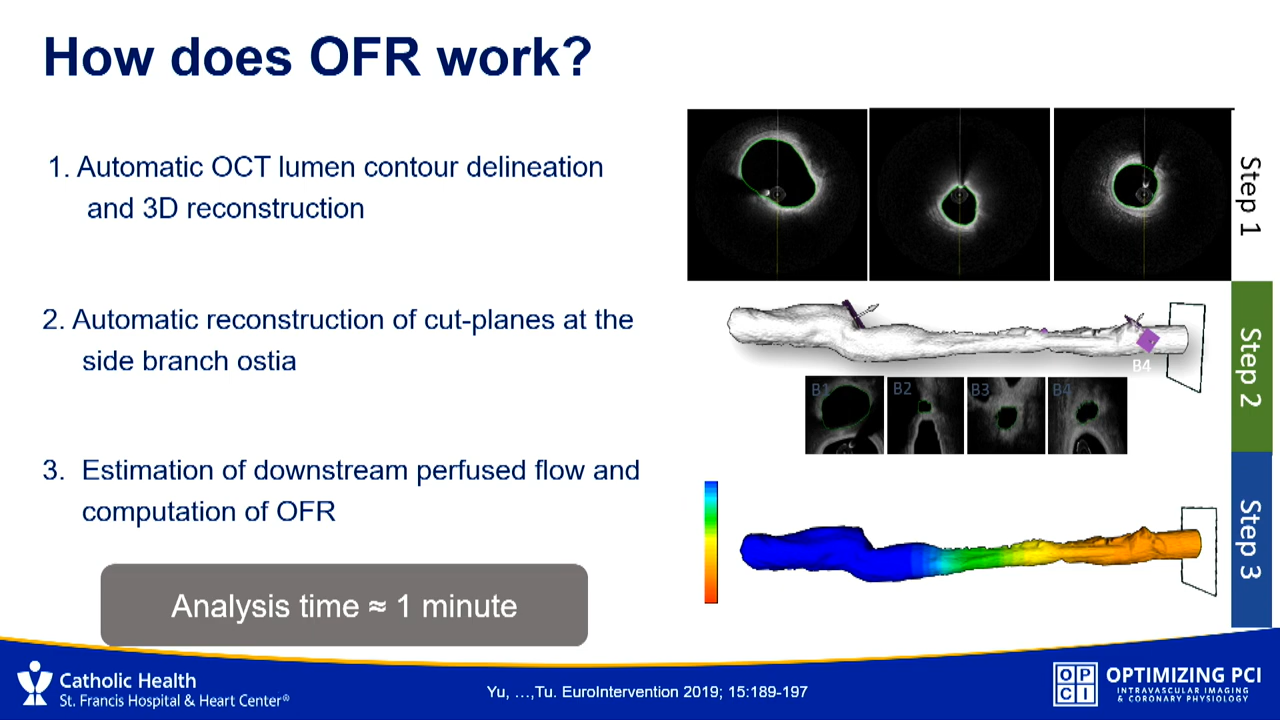 How does OFR work?
1. Automatic OCT lumen contour delineation
and 3D reconstruction
2. Automatic reconstruction of cut-planes at the
side branch ostia
3. Estimation of downstream perfused flow and
computation of OFR
Analysis time ≈ 1 minute
Step 1
B4
B1
B2
B3
B4
Step 2
Step 3
Catholic Health
St. Francis Hospital & Heart Center®
Yu, ...,Tu. EuroIntervention 2019; 15:189-197
OP
CI
OPTIMIZING PCI
INTRAVASCULAR IMAGING
& CORONARY PHYSIOLOGY